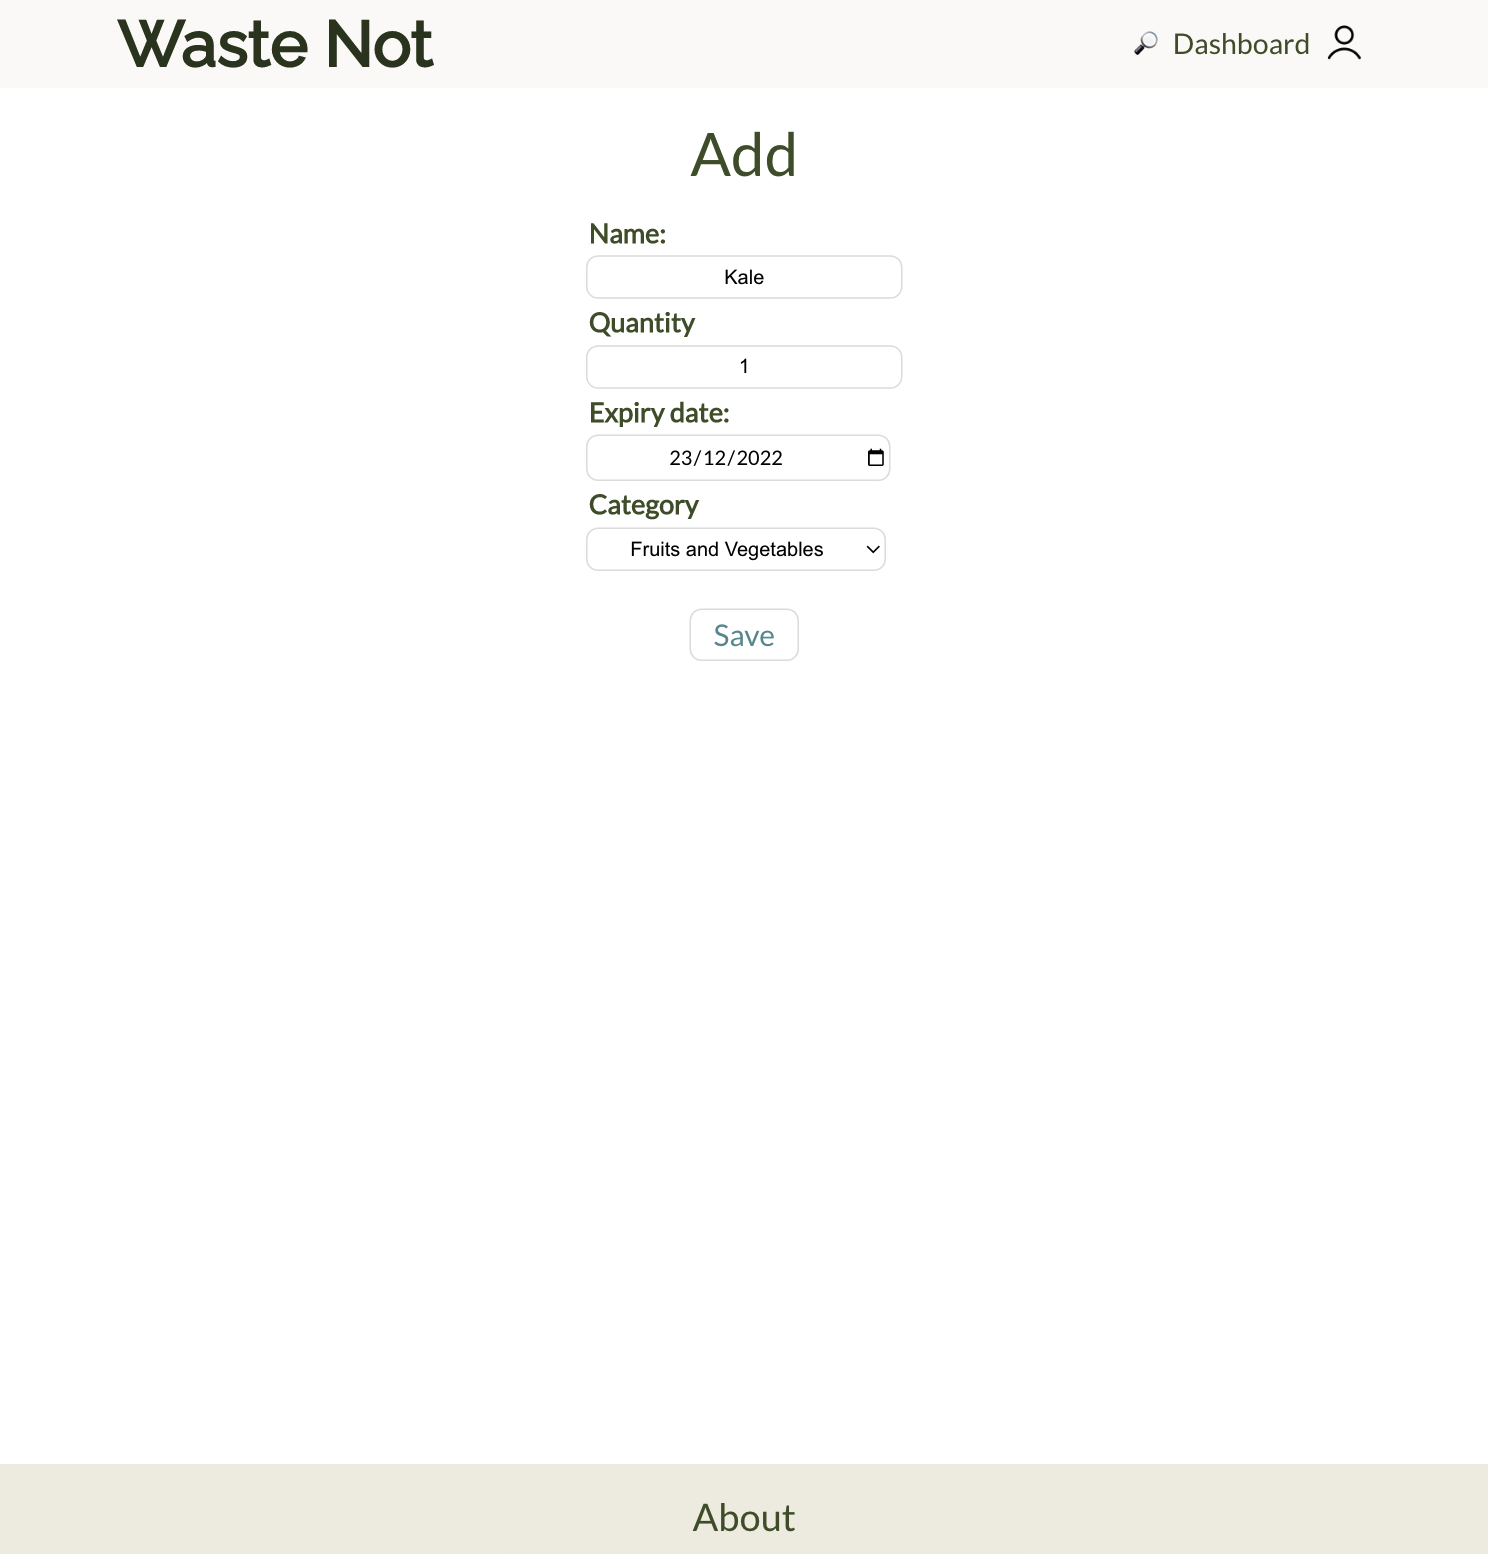 Waste Not
Dashboard
Add
Name:
Kale
Quantity
1
Expiry date:
23/12/2022
Category
Fruits and Vegetables
Save
About